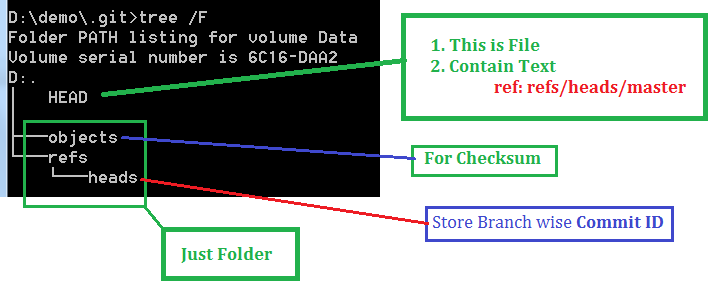 D:\demo\.git>tree /F
Folder PATH listing for volume Data
Volume serial number is 6C16-DAA2
D:.
HEAD
objects
refs
heads
1. This is File
2. Contain Text
ref: refs/heads/master
For Checksum
Store Branch wise Commit ID
Just Folder